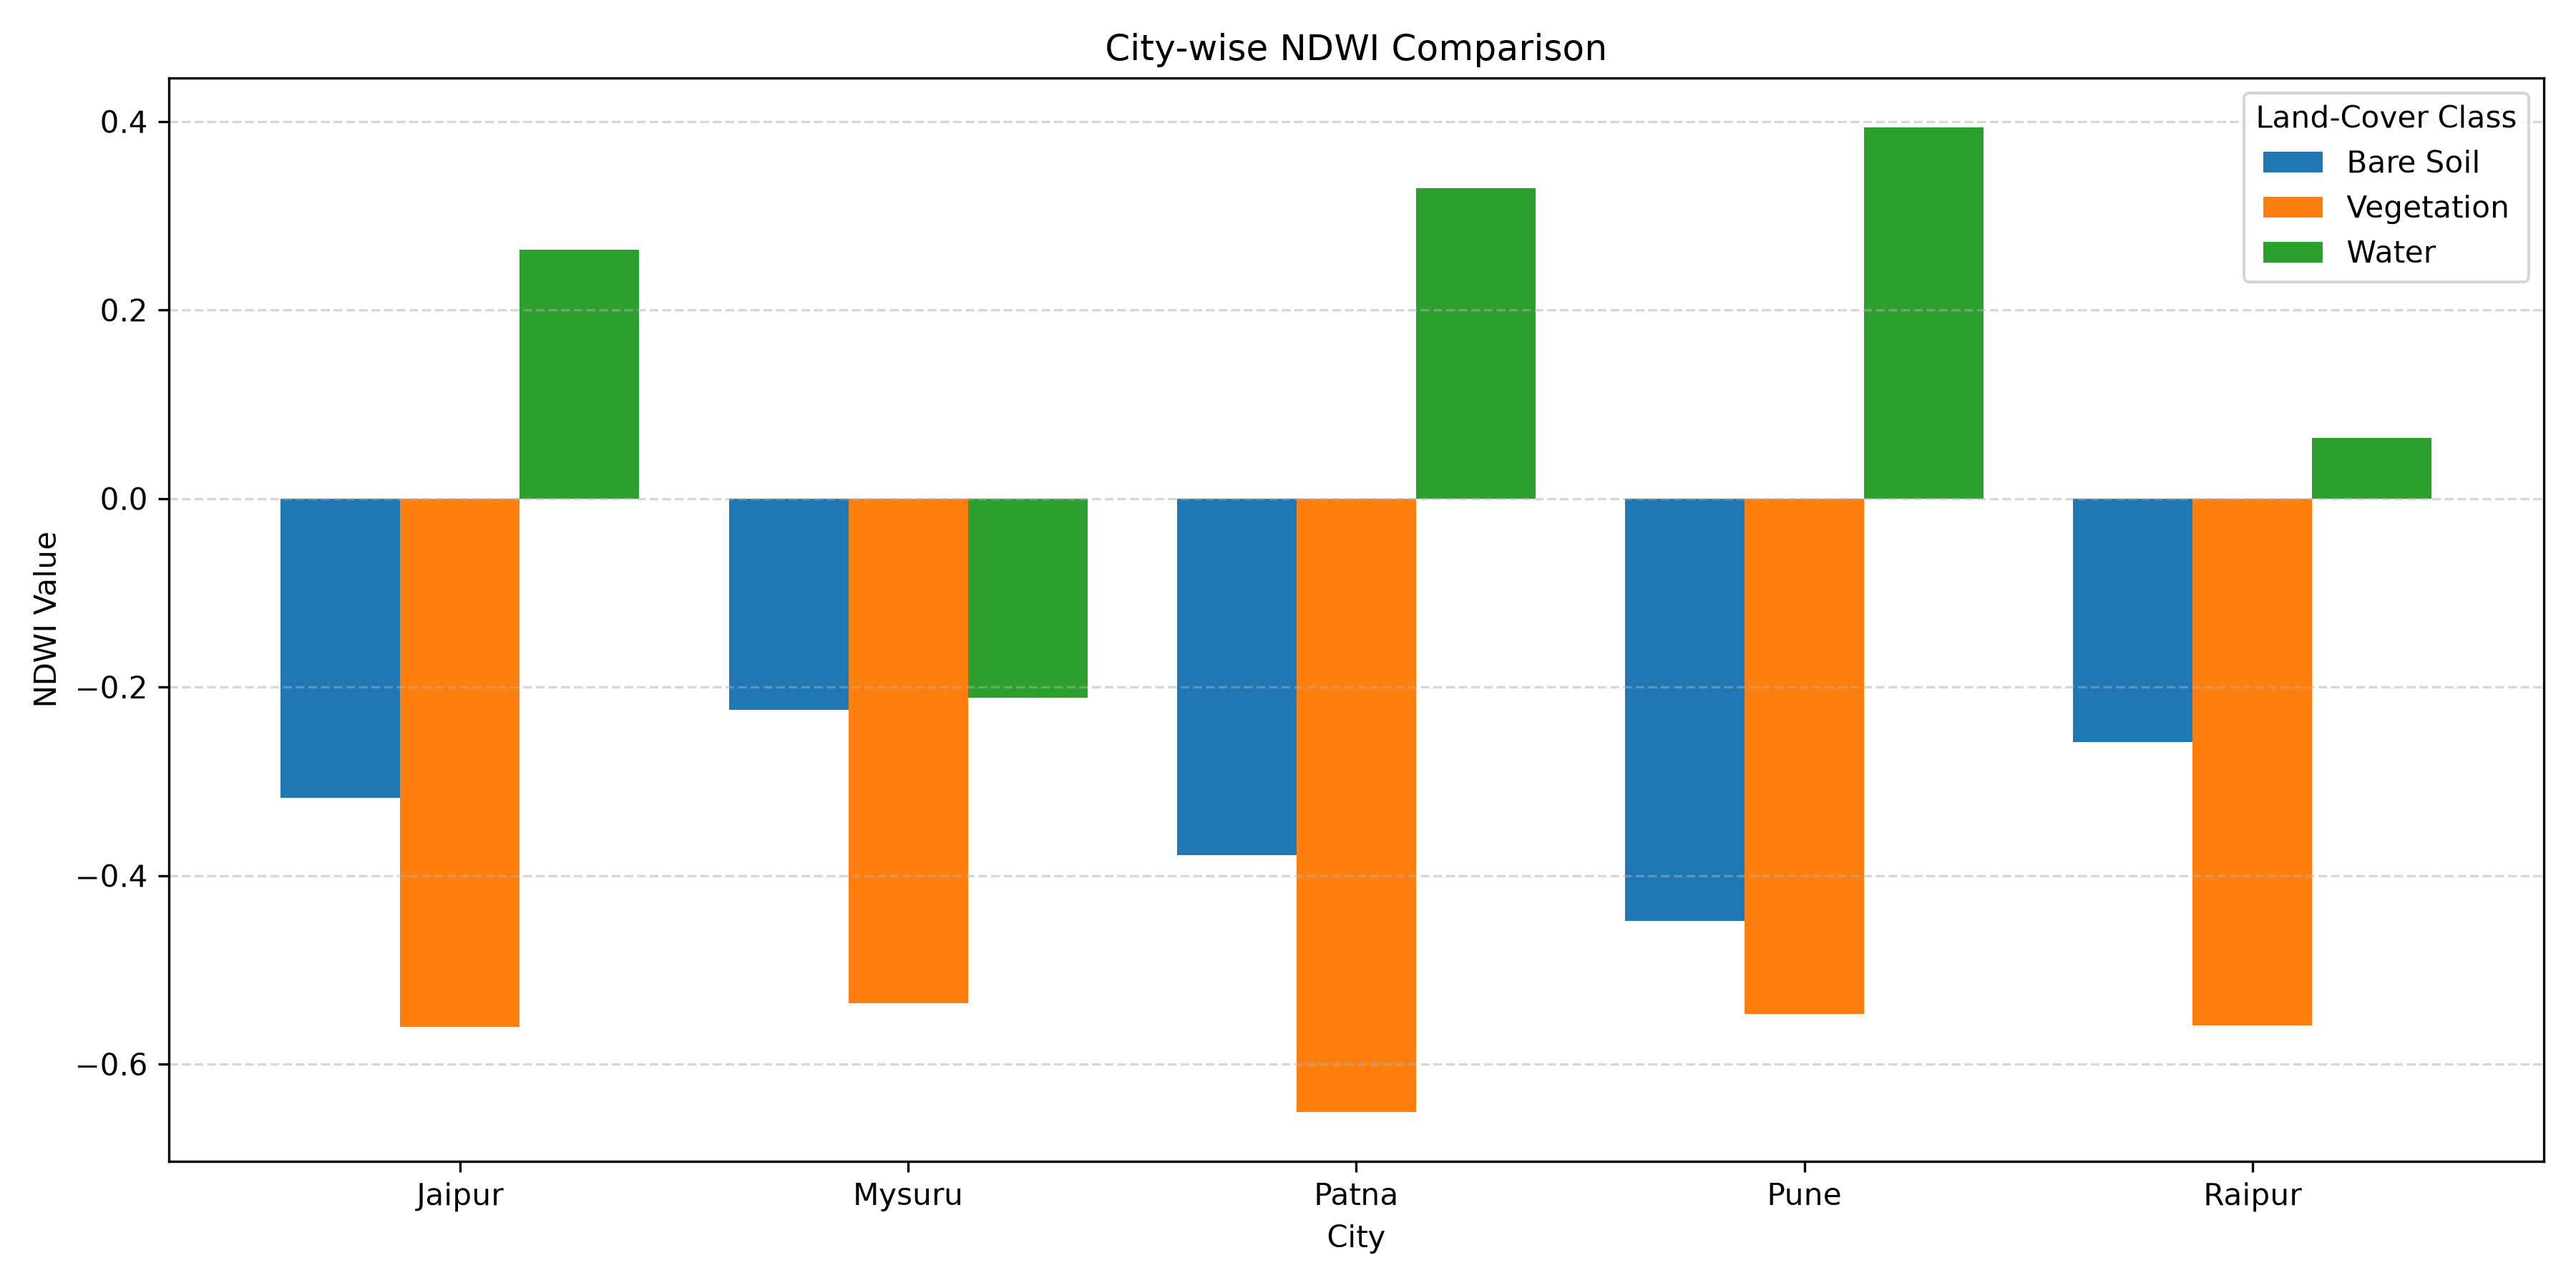 City-wise NDWI Comparison
Land-Cover Class
Bare Soil
Vegetation
Water
NDWI Value
0.4
0.2
0.0
−0.2
−0.4
−0.6
Jaipur Mysuru Patna Pune Raipur
City